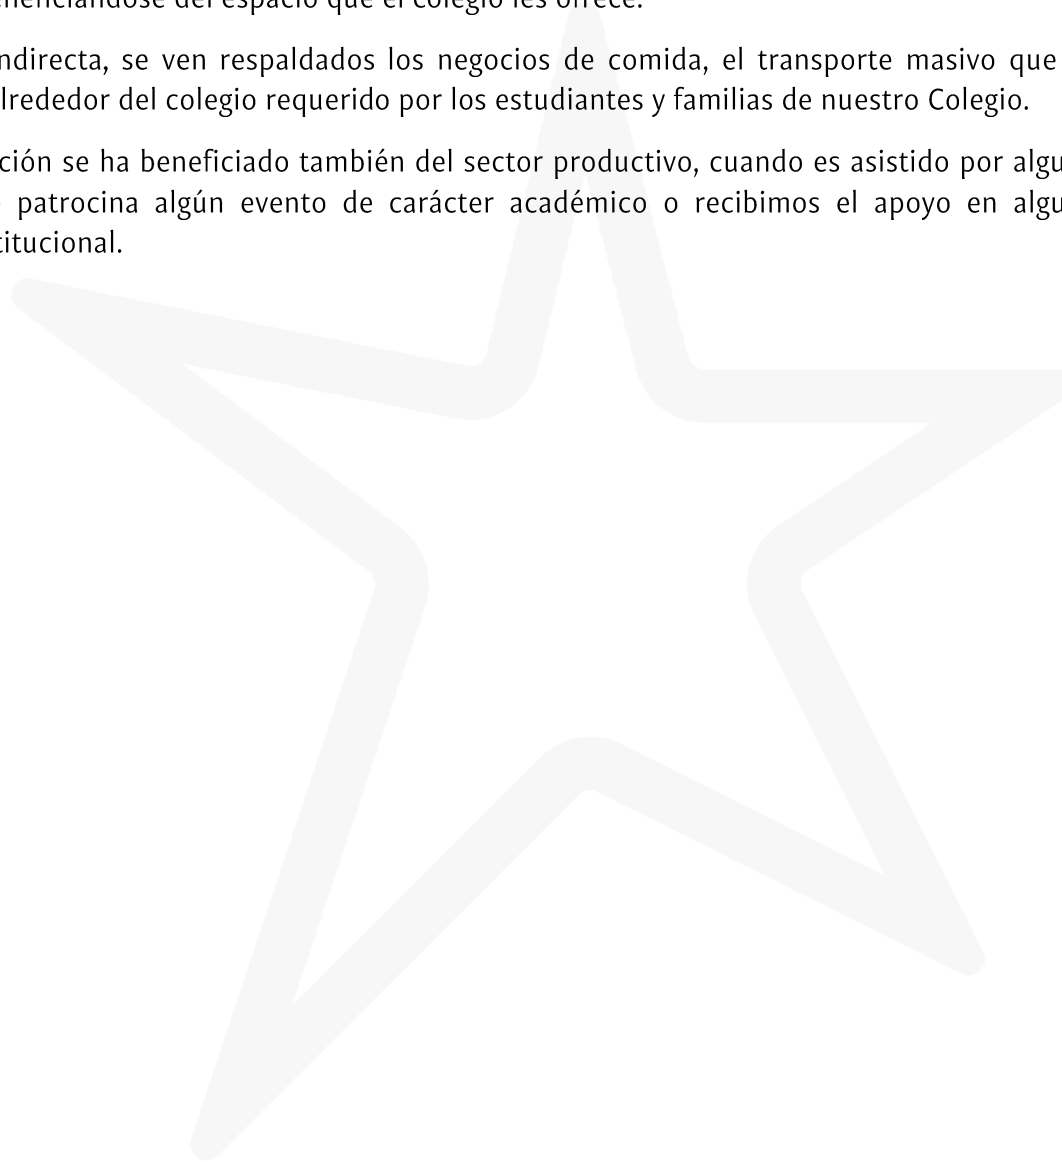 beneficiándose del espacio que el colegio les ofrece.
ndirecta, se ven respaldados los negocios de comida, el transporte masivo que
lrededor del colegio requerido por los estudiantes y familias de nuestro Colegio.
ción se ha beneficiado también del sector productivo, cuando es asistido por algu
patrocina algún evento de carácter académico o recibimos el apoyo en algu
titucional.